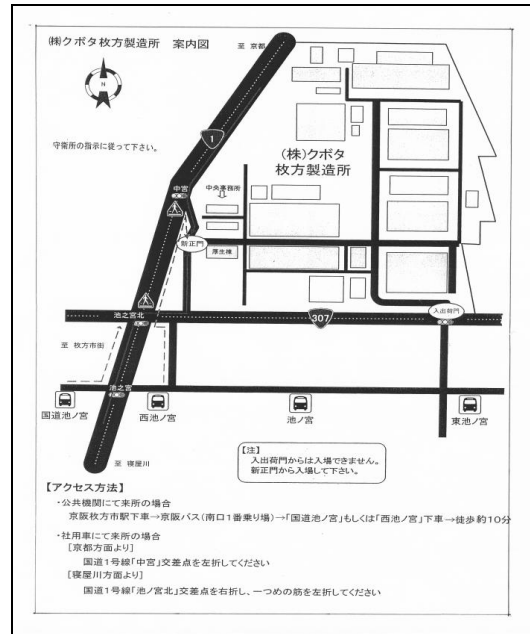 (株)クボタ枚方製造所 案内図
至 京都
N
1
守衛所の指示に従って下さい。
(株)クボタ
枚方製造所
中宮
中央事務所
新正門
厚生棟
池之宮北
307
入出荷門
至 枚方市街
池之宮
国道池ノ宮
西池ノ宮
池ノ宮
東池ノ宮
至 寝屋川
【注】
入出荷門からは入場できません。
新正門から入場して下さい。
【アクセス方法】
・公共機関にて来所の場合
京阪枚方市駅下車→京阪バス(南口1番乗り場)→「国道池ノ宮」もしくは「西池ノ宮」下車→徒歩約10分
・社用車にて来所の場合
[京都方面より]
国道1号線「中宮」交差点を左折してください
[寝屋川方面より]
国道1号線「池ノ宮北」交差点を右折し、一つめの筋を左折してください